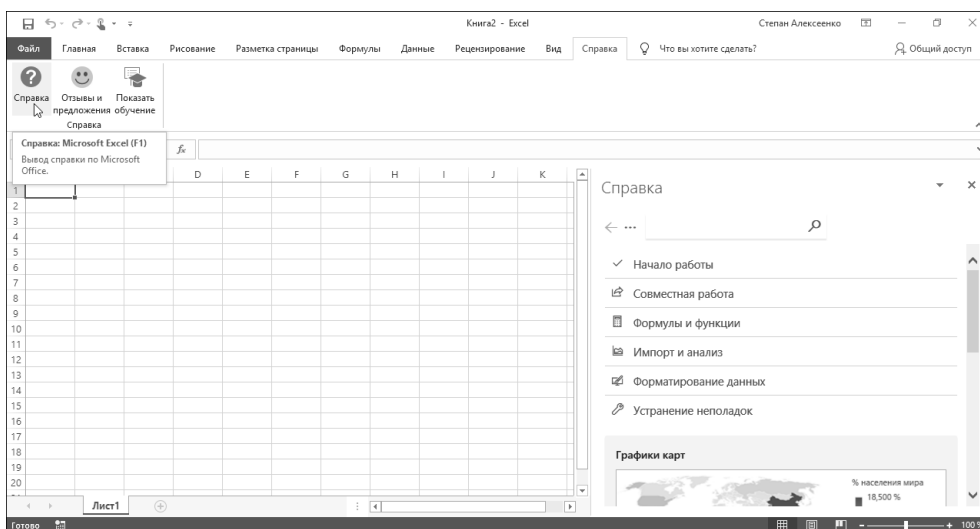 Книга2 - Excel
Степан Алексеенко
Файл Главная Вставка Рисование Разметка страницы Формулы Данные Рецензирование Вид Справка Что вы хотите сделать? Общий доступ
Справка Отзывы и предложения Показать обучение
Справка
Справка: Microsoft Excel (F1)
Вывод справки по Microsoft
Office.
fx
D E F G H I J K
1
2
3
4
5
6
7
8
9
10
11
12
13
14
15
16
17
18
19
20
Лист1
Готово
Справка
Начало работы
Совместная работа
Формулы и функции
Импорт и анализ
Форматирование данных
Устранение неполадок
Графики карт
% населения мира
18,500 %
100%